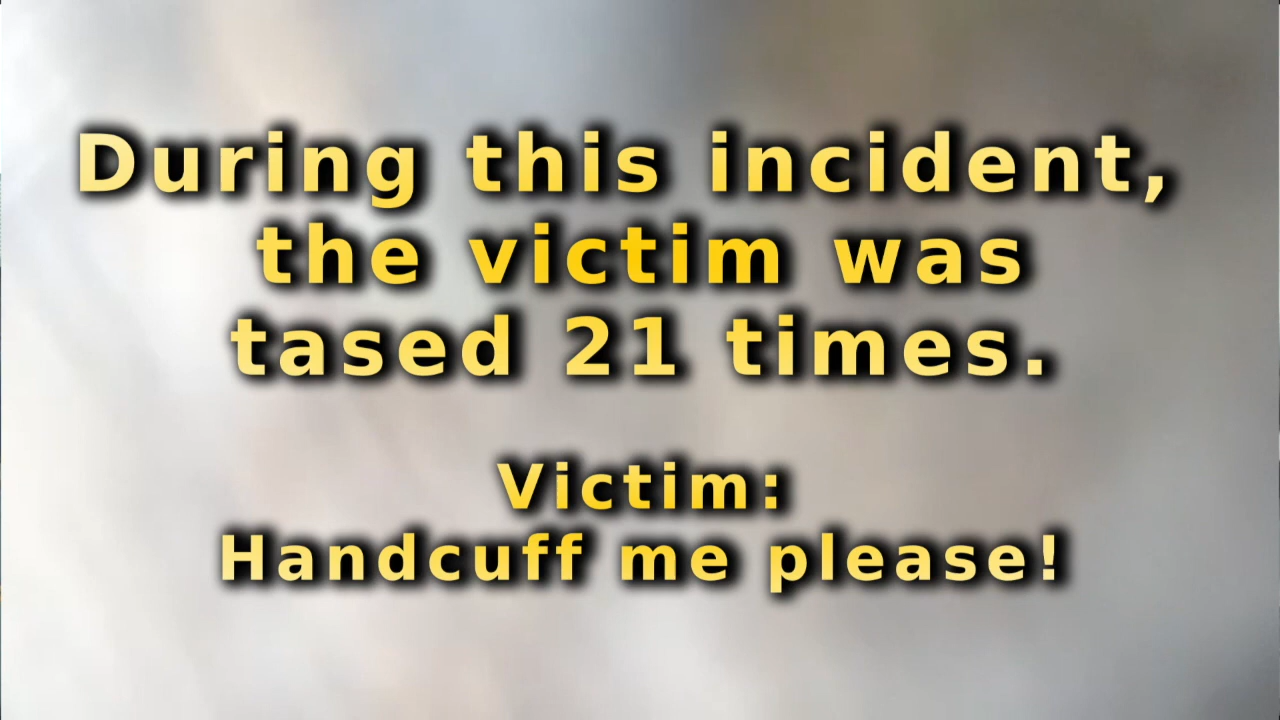 During this incident,
the victim was
tased 21 times.
Victim:
Handcuff me please!